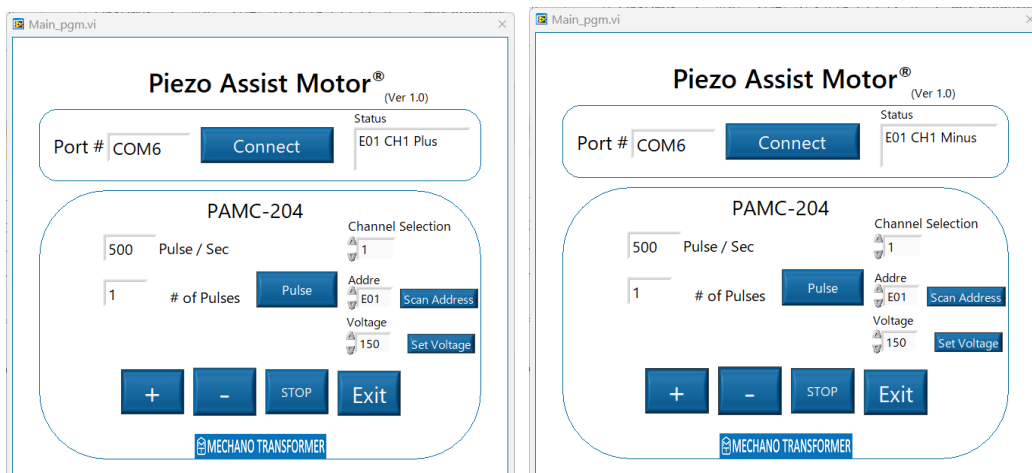 Main_pgm.vi
Piezo Assist Motor®
(Ver 1.0)
Status
Port # COM6 Connect E01 CH1 Plus
PAMC-204
Channel Selection
500 Pulse / Sec 1
Addre
1 # of Pulses Pulse E01 Scan Address
Voltage
150 Set Voltage
+ - STOP Exit
MECHANO TRANSFORMER
Main_pgm.vi
Piezo Assist Motor®
(Ver 1.0)
Status
Port # COM6 Connect E01 CH1 Minus
PAMC-204
Channel Selection
500 Pulse / Sec 1
Addre
1 # of Pulses Pulse E01 Scan Address
Voltage
150 Set Voltage
+ - STOP Exit
MECHANO TRANSFORMER